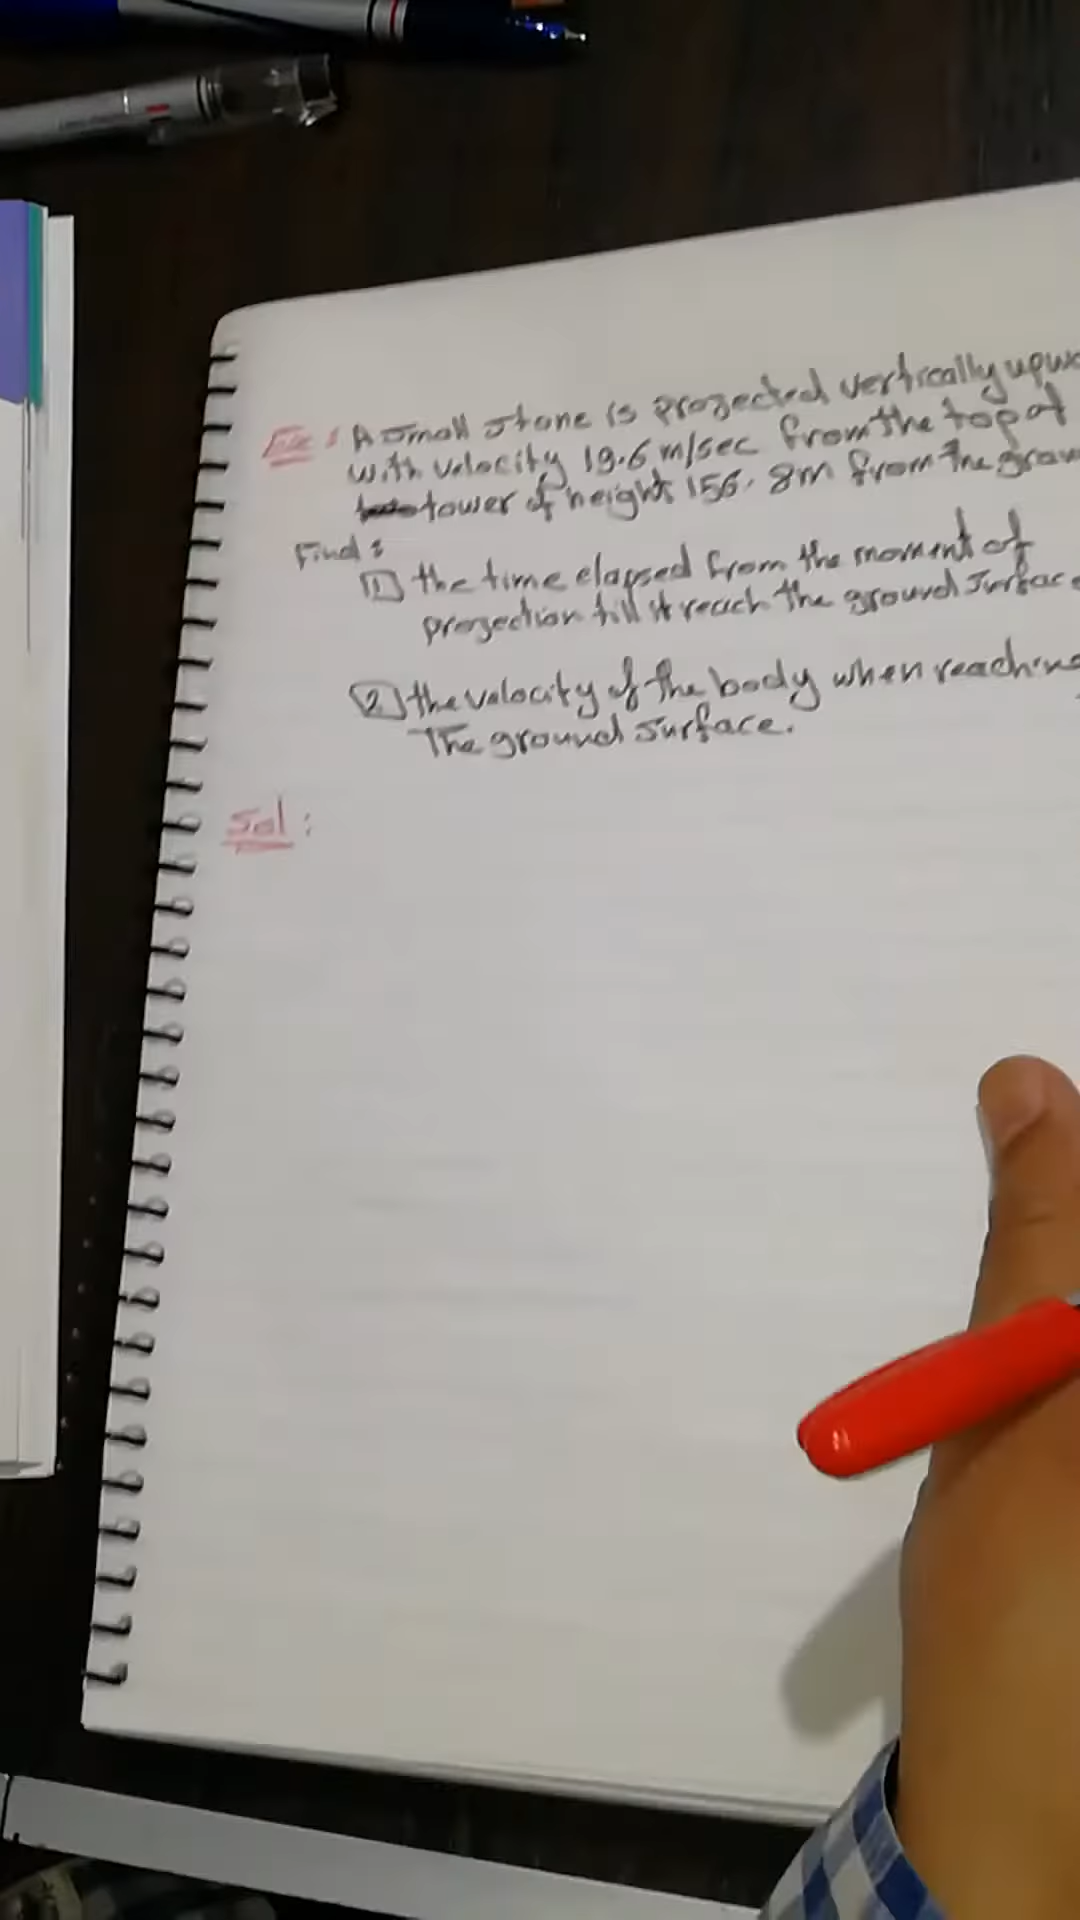 Ex: A small stone is projected vertically upwa
with velocity 19.6 m/sec from the top of
tower of height 156.8m from the grou
Find:
1 the time elapsed from the moment of
projection till it reach the ground surface
2 the velocity of the body when reaching
The ground surface.
Sol: